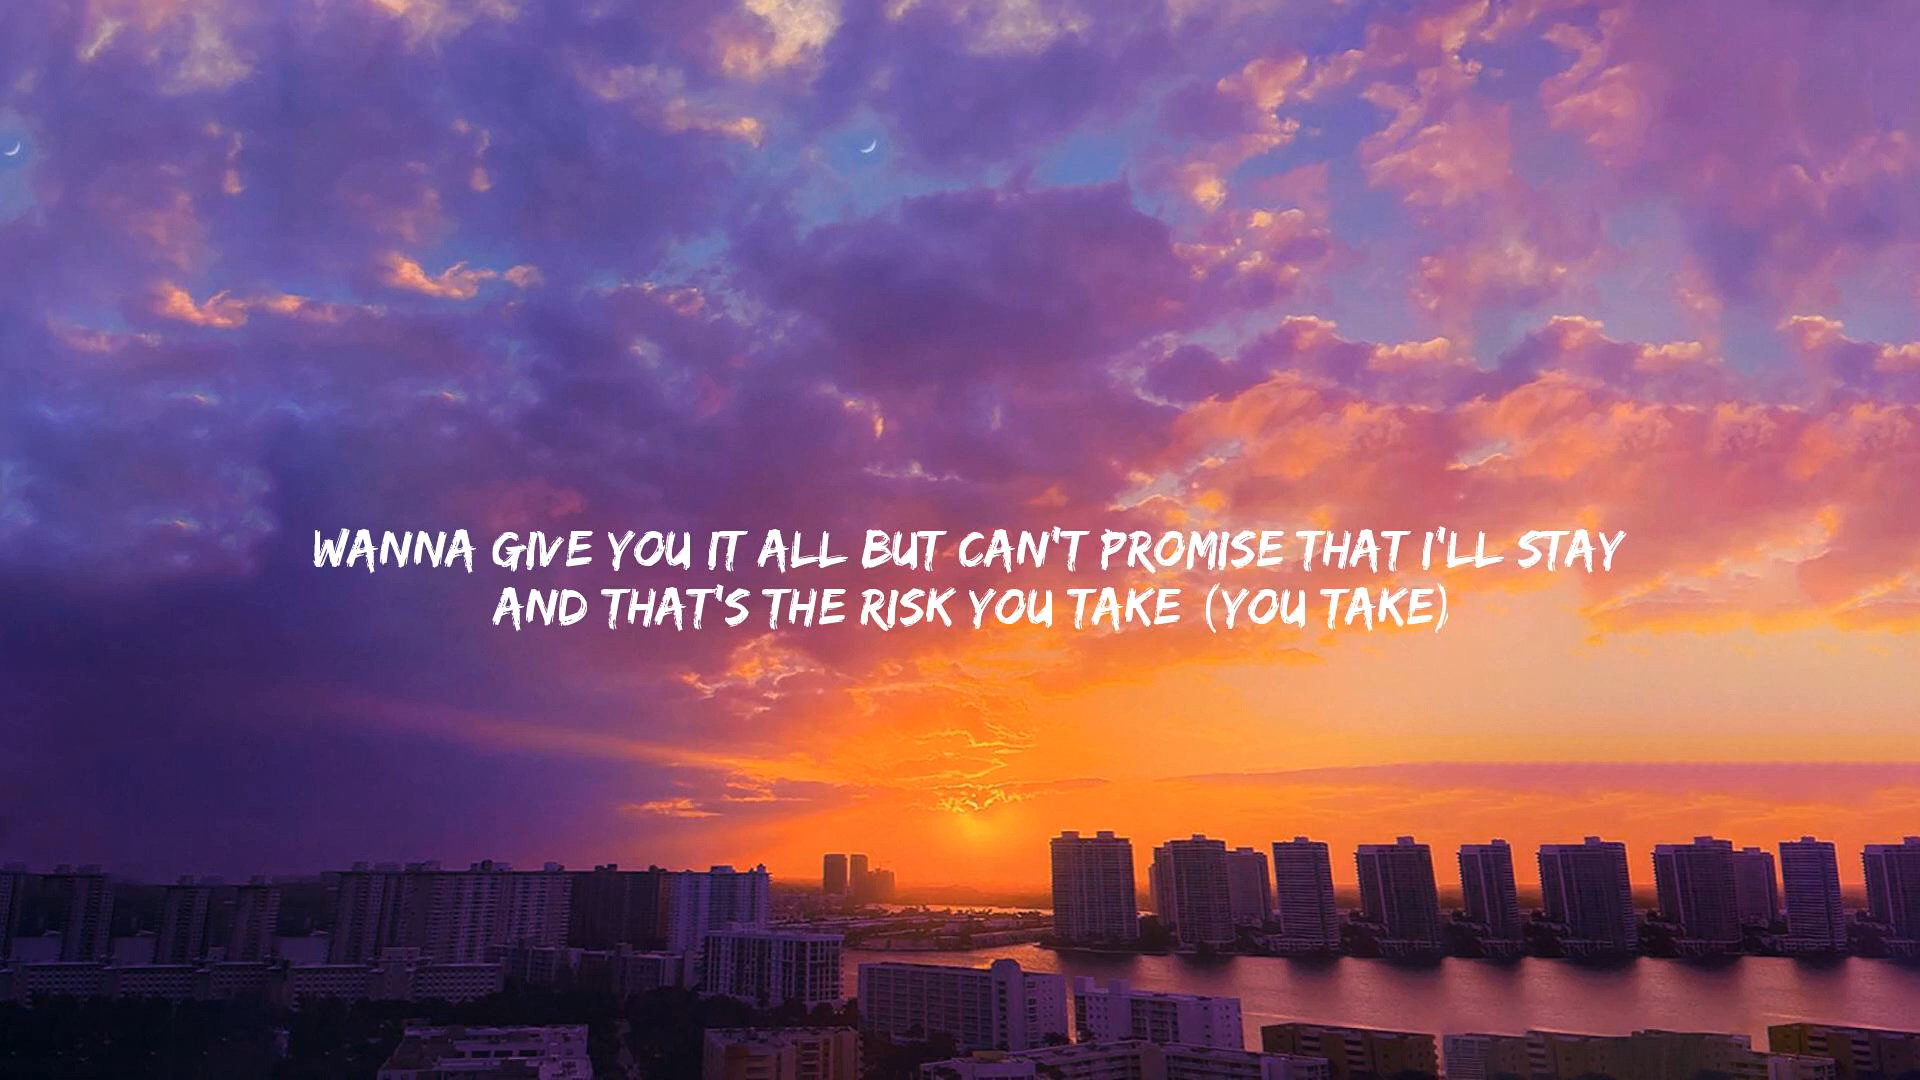 WANNA GIVE YOU IT ALL BUT CAN'T PROMISE THAT I'LL STAY
AND THAT'S THE RISK YOU TAKE (YOU TAKE)